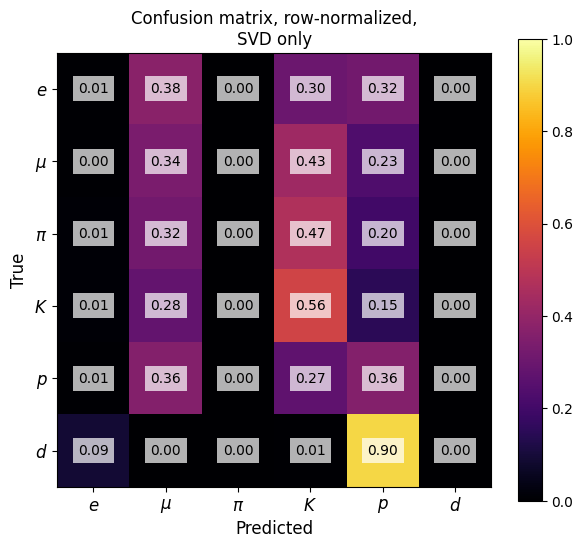 Confusion matrix, row-normalized,
SVD only
1.0
e 0.01 0.38 0.00 0.30 0.32 0.00
0.8
μ 0.00 0.34 0.00 0.43 0.23 0.00
0.6
π 0.01 0.32 0.00 0.47 0.20 0.00
True
K 0.01 0.28 0.00 0.56 0.15 0.00
0.4
p 0.01 0.36 0.00 0.27 0.36 0.00
0.2
d 0.09 0.00 0.00 0.01 0.90 0.00
0.0
e μ π K p d
Predicted